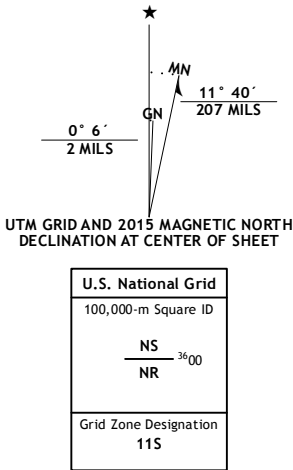 ★
MN
11° 40´
207 MILS
GN
0° 6´
2 MILS
UTM GRID AND 2015 MAGNETIC NORTH
DECLINATION AT CENTER OF SHEET
U.S. National Grid
100,000-m Square ID
NS
3600
NR
Grid Zone Designation
11S